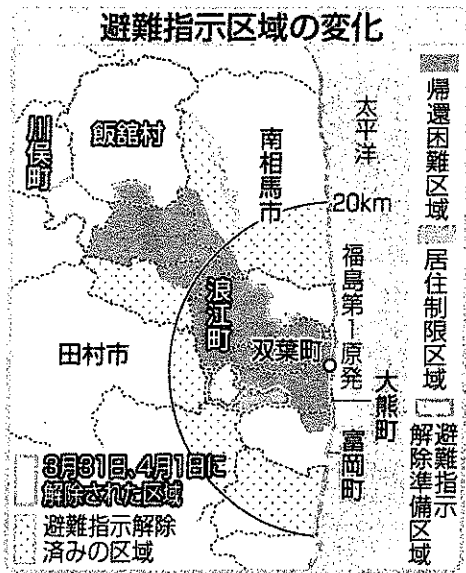 避難指示区域の変化
帰還困難区域
居住制限区域
避難指示
解除準備区域
太平洋
川俣町
飯舘村
南相馬市
20km
福島第1原発
浪江町
双葉町
田村市
大熊町
富岡町
3月31日、4月1日に
解除された区域
避難指示解除
済みの区域